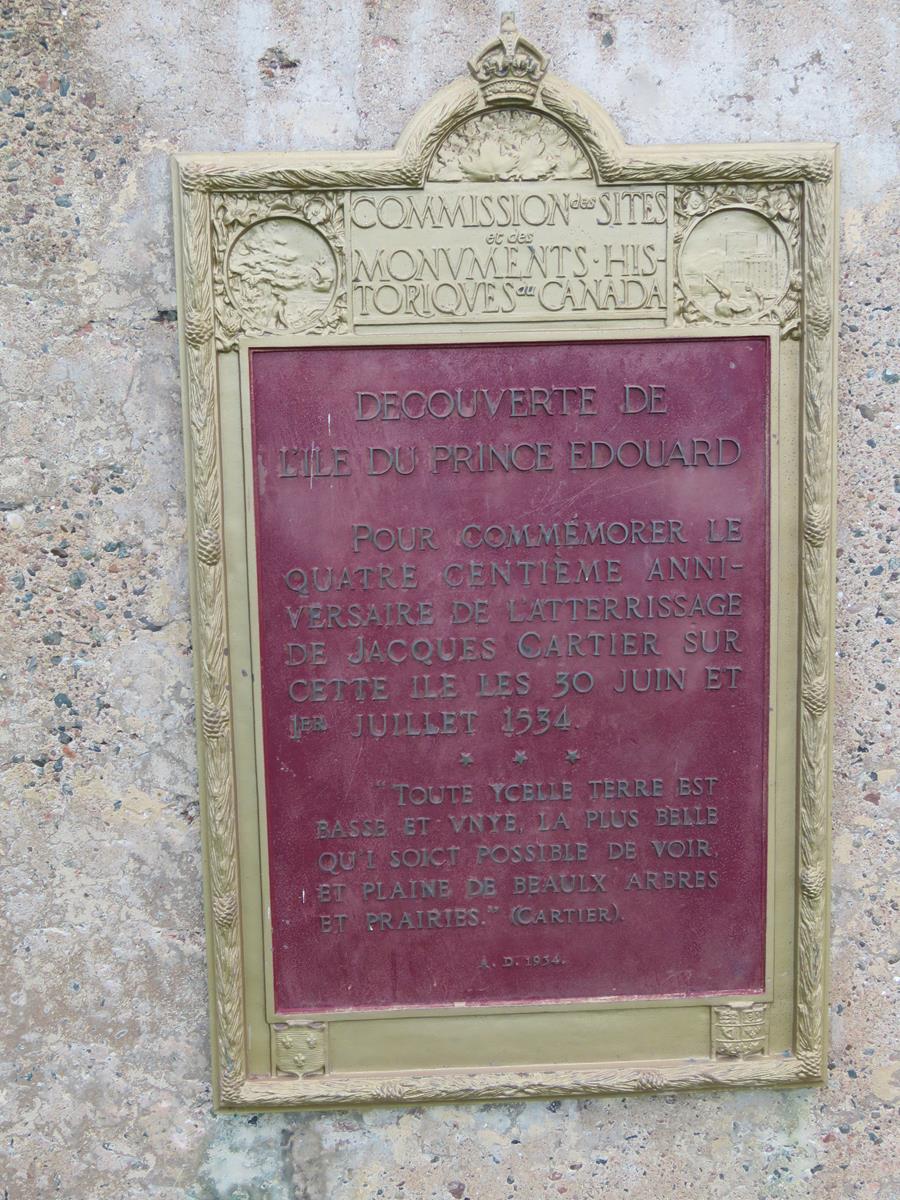 COMMISSION des SITES
et des
MONVMENTS · HIS-
TORIQVES au CANADA
DECOUVERTE DE
L'ILE DU PRINCE EDOUARD
POUR COMMÉMORER LE
QUATRE CENTIÈME ANNI-
VERSAIRE DE L'ATTERRISSAGE
DE JACQUES CARTIER SUR
CETTE ILE LES 30 JUIN ET
1ER JUILLET 1534.
* * *
"TOUTE YCELLE TERRE EST
BASSE ET VNYE, LA PLUS BELLE
QU'I SOICT POSSIBLE DE VOIR,
ET PLAINE DE BEAULX ARBRES
ET PRAIRIES." (CARTIER).
A. D. 1934.